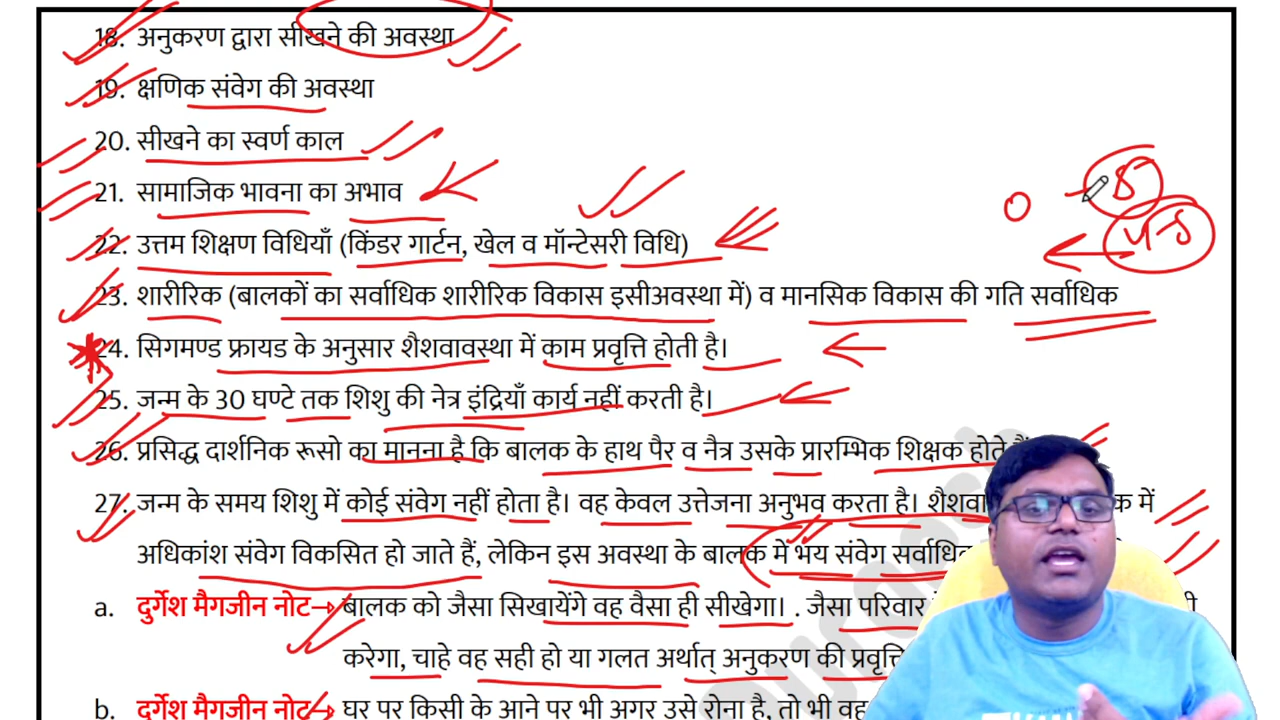 18. अनुकरण द्वारा सीखने की अवस्था
19. क्षणिक संवेग की अवस्था
20. सीखने का स्वर्ण काल
21. सामाजिक भावना का अभाव
22. उत्तम शिक्षण विधियाँ (किंडर गार्टन, खेल व मॉन्टेसरी विधि)
23. शारीरिक (बालकों का सर्वाधिक शारीरिक विकास इसीअवस्था में) व मानसिक विकास की गति सर्वाधिक
24. सिगमण्ड फ्रायड के अनुसार शैशवावस्था में काम प्रवृत्ति होती है।
25. जन्म के 30 घण्टे तक शिशु की नेत्र इंद्रियाँ कार्य नहीं करती है।
26. प्रसिद्ध दार्शनिक रूसो का मानना है कि बालक के हाथ पैर व नैत्र उसके प्रारम्भिक शिक्षक होते
27. जन्म के समय शिशु में कोई संवेग नहीं होता है। वह केवल उत्तेजना अनुभव करता है। में
अधिकांश संवेग विकसित हो जाते हैं, लेकिन इस अवस्था के बालक में भय संवेग
a. दुर्गेश मैगजीन नोट→ बालक को जैसा सिखायेंगे वह वैसा ही सीखेगा। . जैसा परिवार
करेगा, चाहे वह सही हो या गलत अर्थात् अनुकरण की प्रवृत्ति
b. दुर्गेश मैगजीन नोट→ घर पर किसी के आने पर भी अगर उसे रोना है, तो भी वह